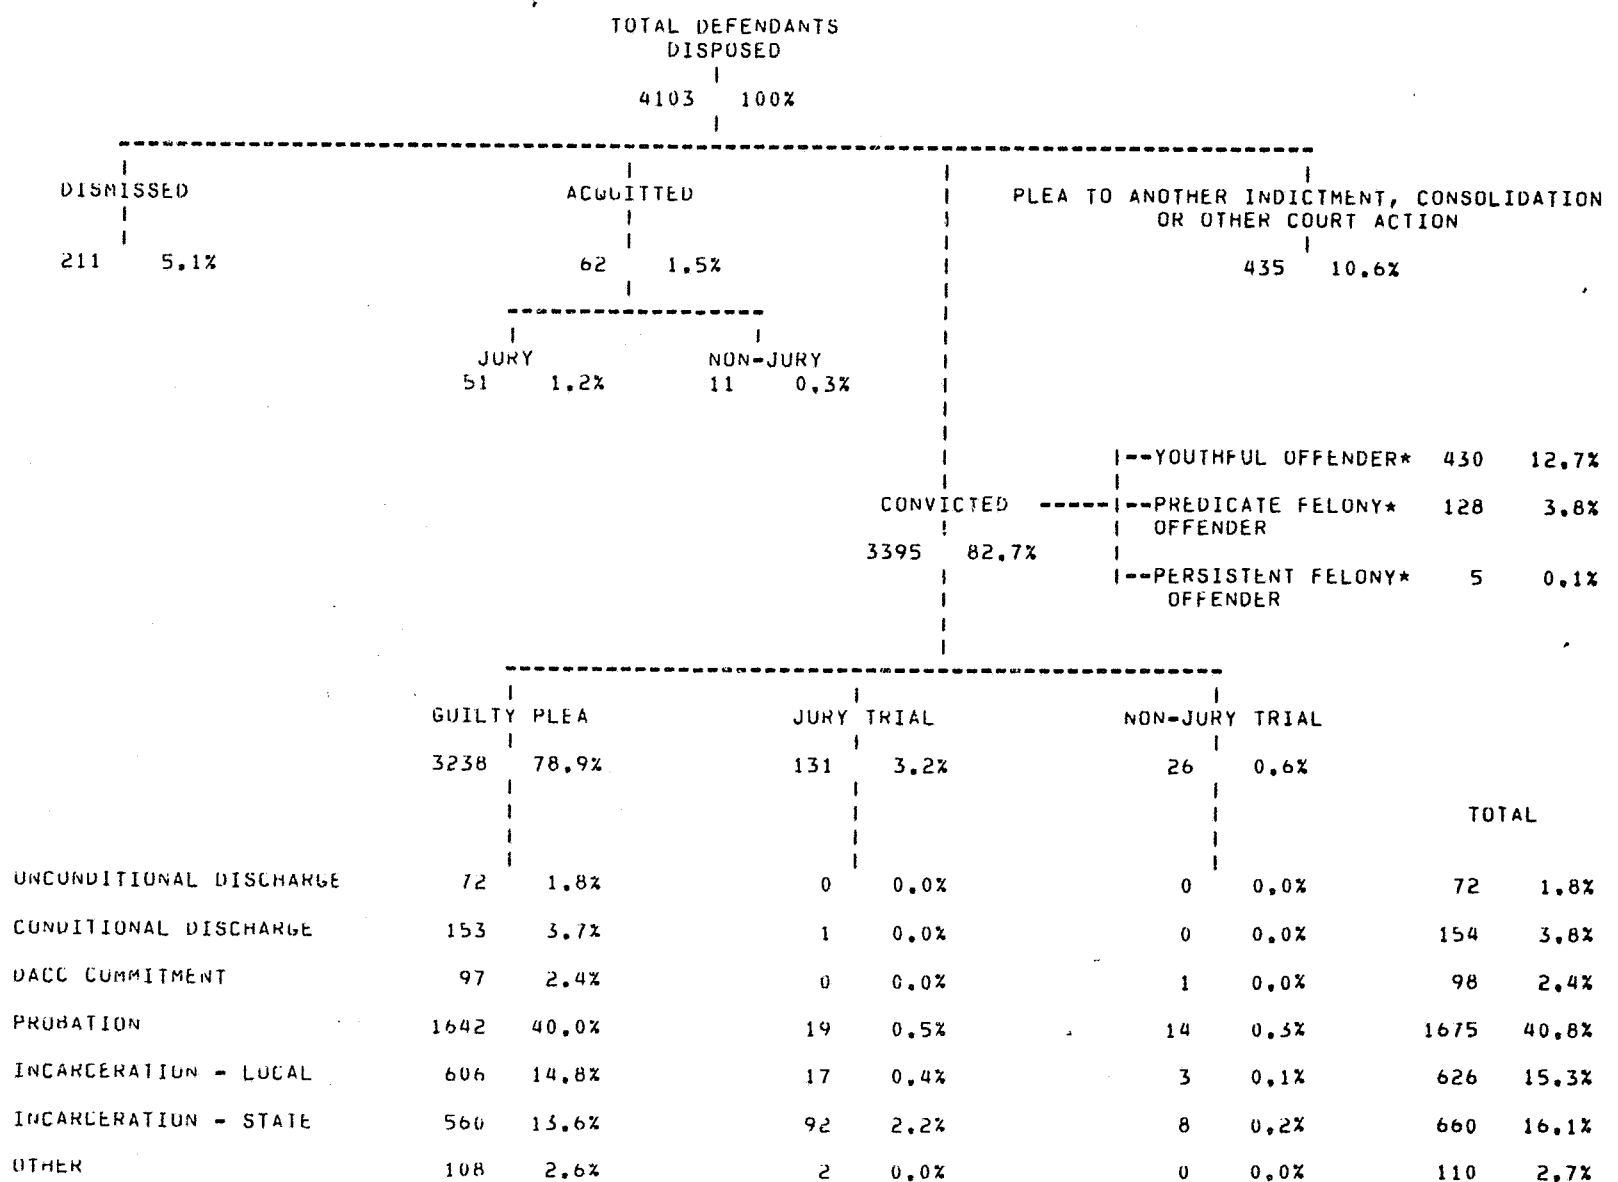 TOTAL DEFENDANTS
DISPOSED
4103 100%
DISMISSED ACQUITTED PLEA TO ANOTHER INDICTMENT, CONSOLIDATION
OR OTHER COURT ACTION
211 5.1% 62 1.5% 435 10.6%
JURY NON-JURY
51 1.2% 11 0.3%
YOUTHFUL OFFENDER* 430 12.7%
CONVICTED PREDICATE FELONY* 128 3.8%
OFFENDER
3395 82.7%
PERSISTENT FELONY* 5 0.1%
OFFENDER
GUILTY PLEA JURY TRIAL NON-JURY TRIAL
3238 78.9% 131 3.2% 26 0.6%
TOTAL
UNCONDITIONAL DISCHARGE 72 1.8% 0 0.0% 0 0.0% 72 1.8%
CONDITIONAL DISCHARGE 153 3.7% 1 0.0% 0 0.0% 154 3.8%
DACC COMMITMENT 97 2.4% 0 0.0% 1 0.0% 98 2.4%
PROBATION 1642 40.0% 19 0.5% 14 0.3% 1675 40.8%
INCARCERATION - LOCAL 606 14.8% 17 0.4% 3 0.1% 626 15.3%
INCARCERATION - STATE 560 13.6% 92 2.2% 8 0.2% 660 16.1%
OTHER 108 2.6% 2 0.0% 0 0.0% 110 2.7%